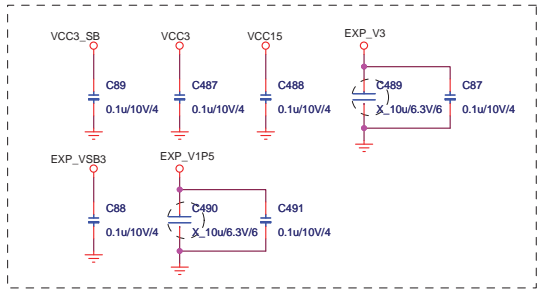 VCC3_SB VCC3 VCC15 EXP_V3
C89 C487 C488 C489 C87
0.1u/10V/4 0.1u/10V/4 0.1u/10V/4 X_10u/6.3V/6 0.1u/10V/4
EXP_VSB3 EXP_V1P5
C88 C490 C491
0.1u/10V/4 X_10u/6.3V/6 0.1u/10V/4